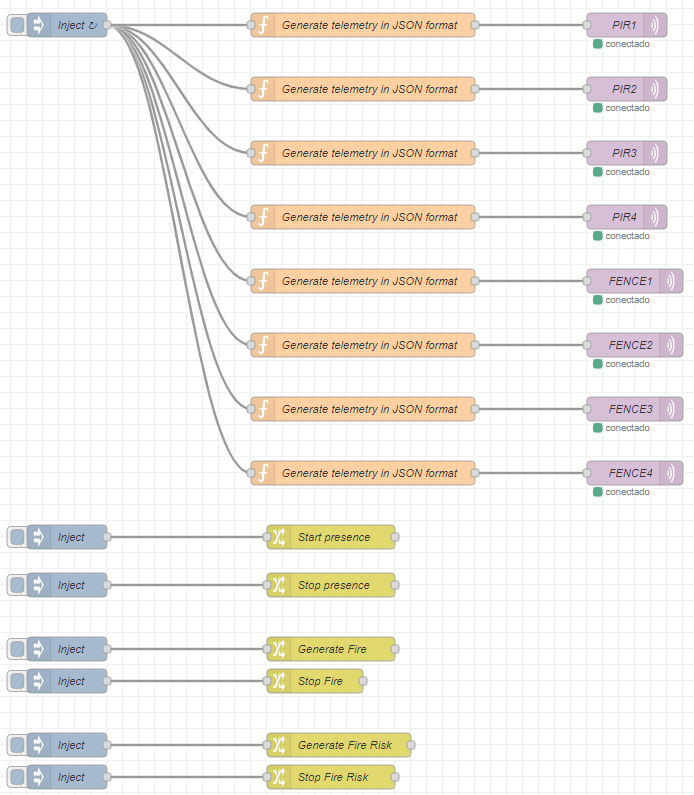 Inject ↻ Generate telemetry in JSON format PIR1
conectado
Generate telemetry in JSON format PIR2
conectado
Generate telemetry in JSON format PIR3
conectado
Generate telemetry in JSON format PIR4
conectado
Generate telemetry in JSON format FENCE1
conectado
Generate telemetry in JSON format FENCE2
conectado
Generate telemetry in JSON format FENCE3
conectado
Generate telemetry in JSON format FENCE4
conectado
Inject Start presence
Inject Stop presence
Inject Generate Fire
Inject Stop Fire
Inject Generate Fire Risk
Inject Stop Fire Risk